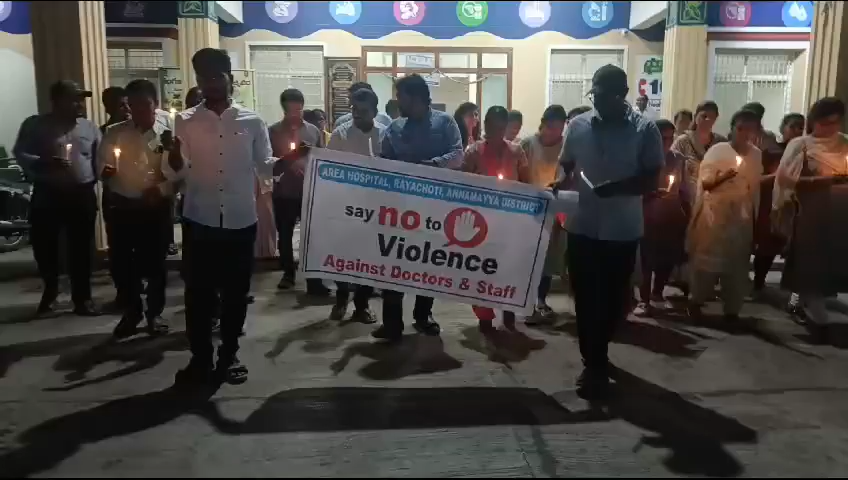 AREA HOSPITAL, RAYACHOTI, ANNAMAYYA DISTRICT
say no to
Violence
Against Doctors & Staff